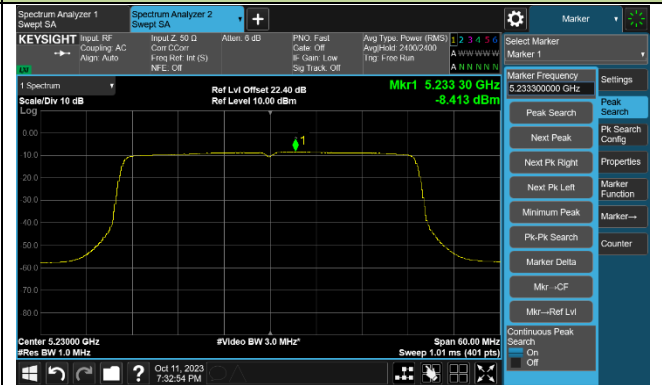 Spectrum Analyzer 1
Swept SA
Spectrum Analyzer 2
Swept SA
Marker
KEYSIGHT
Input: RF
Coupling: AC
Align: Auto
Input Z: 50 Ω
Corr CCorr
Freq Ref: Int (S)
NFE: Off
Atten: 6 dB
PNO: Fast
Gate: Off
IF Gain: Low
Sig Track: Off
Avg Type: Power (RMS)
Avg|Hold: 2400/2400
Trig: Free Run
1 2 3 4 5 6
A W W W W W
A N N N N N
Select Marker
Marker 1
1 Spectrum
Scale/Div 10 dB
Log
Ref Lvl Offset 22.40 dB
Ref Level 10.00 dBm
Mkr1 5.233 30 GHz
-8.413 dBm
Marker Frequency
5.233300000 GHz
Peak Search
Next Peak
Next Pk Right
Next Pk Left
Minimum Peak
Pk-Pk Search
Marker Delta
Mkr→CF
Mkr→Ref Lvl
Continuous Peak
Search
On
Off
Settings
Peak
Search
Pk Search
Config
Properties
Marker
Function
Marker→
Counter
0.00
-10.0
-20.0
-30.0
-40.0
-50.0
-60.0
-70.0
-80.0
1
Center 5.23000 GHz
#Res BW 1.0 MHz
#Video BW 3.0 MHz*
Span 60.00 MHz
Sweep 1.01 ms (401 pts)
?
Oct 11, 2023
7:32:54 PM